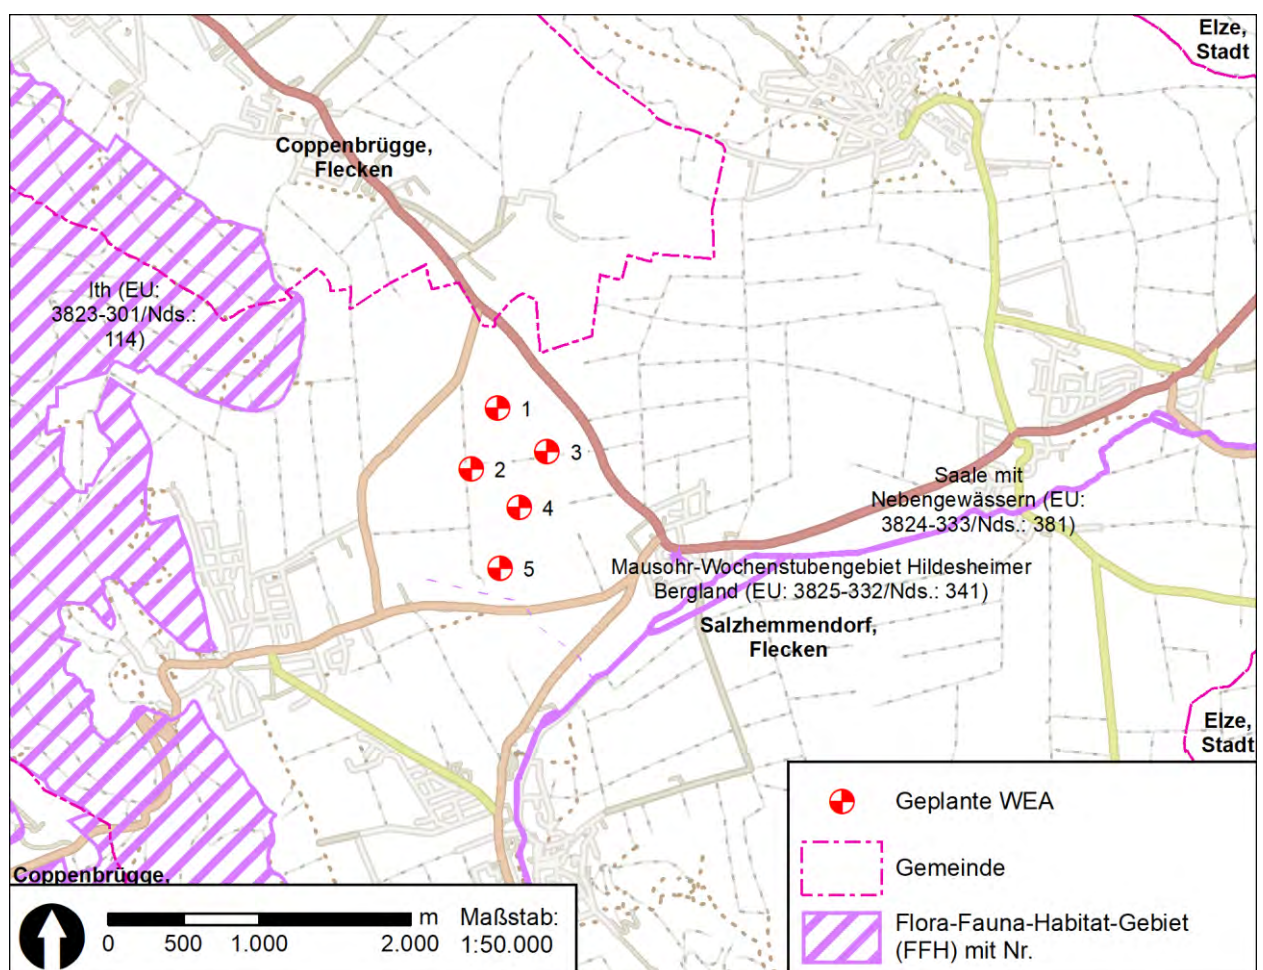 Elze,
Stadt
Coppenbrügge,
Flecken
Ith (EU:
3823-301/Nds.:
114)
1
3
2
4
5
Saale mit
Nebengewässern (EU:
3824-333/Nds.: 381)
Mausohr-Wochenstubengebiet Hildesheimer
Bergland (EU: 3825-332/Nds.: 341)
Salzhemmendorf,
Flecken
Elze,
Stadt
Coppenbrügge,
m
0 500 1.000 2.000
Maßstab:
1:50.000
Geplante WEA
Gemeinde
Flora-Fauna-Habitat-Gebiet
(FFH) mit Nr.